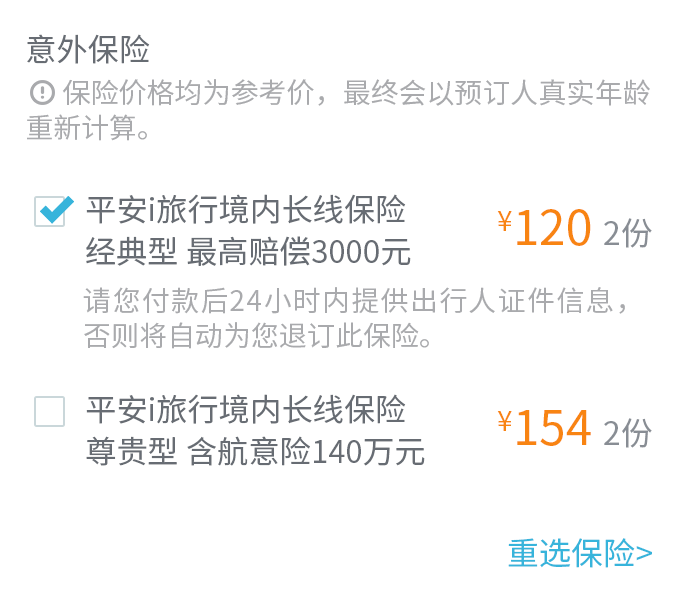 意外保险
保险价格均为参考价，最终会以预订人真实年龄
重新计算。
平安i旅行境内长线保险
经典型 最高赔偿3000元
¥120 2份
请您付款后24小时内提供出行人证件信息，
否则将自动为您退订此保险。
平安i旅行境内长线保险
尊贵型 含航意险140万元
¥154 2份
重选保险>